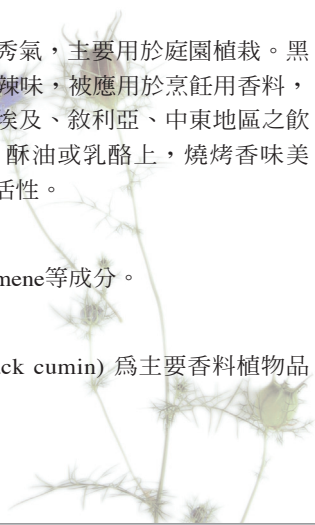 秀氣，主要用於庭園植栽。黑
辣味，被應用於烹飪用香料，
埃及、敘利亞、中東地區之飲
酥油或乳酪上，燒烤香味美
活性。
mene等成分。
ck cumin) 為主要香料植物品